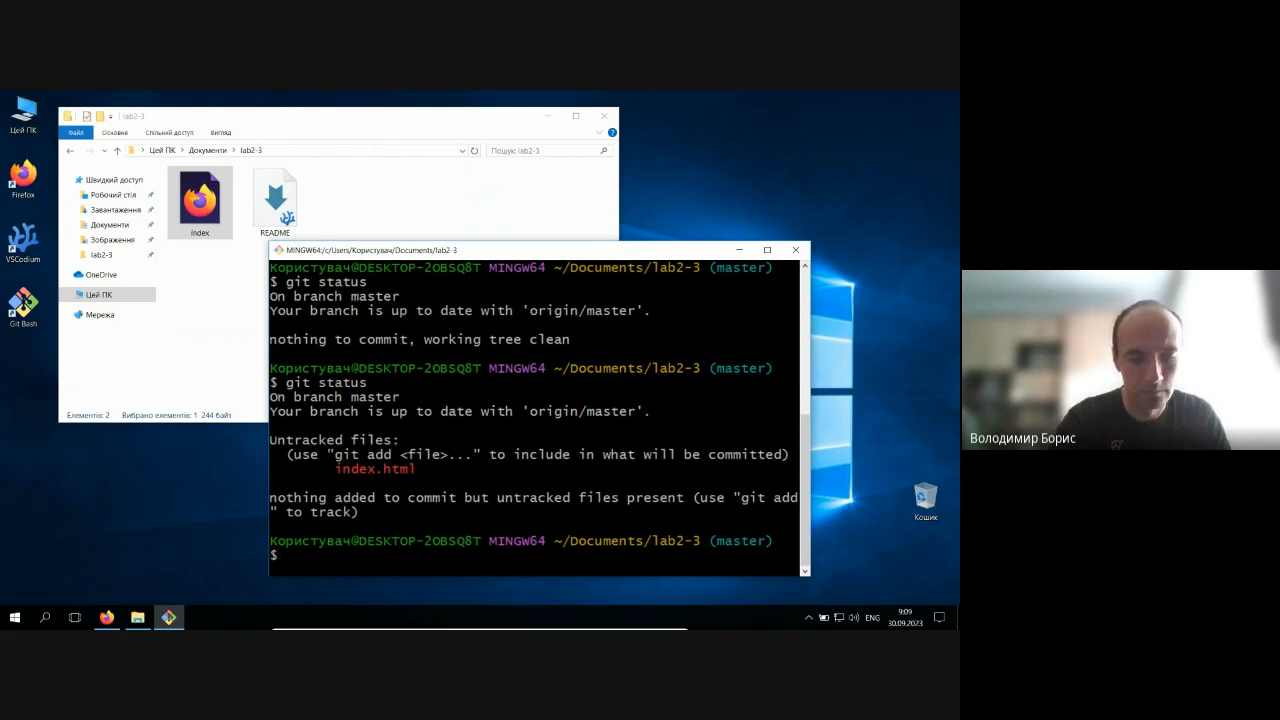 Цей ПК
Firefox
VSCodium
Git Bash
lab2-3
Файл
Основне
Спільний доступ
Вигляд
Цей ПК
Документи
lab2-3
Пошук: lab2-3
Швидкий доступ
Робочий стіл
Завантаження
Документи
Зображення
lab2-3
OneDrive
Цей ПК
Мережа
index
README
Елементів: 2 Вибрано елементів: 1 244 байт
MINGW64:/c/Users/Користувач/Documents/lab2-3
Користувач@DESKTOP-2OBSQ8T MINGW64 ~/Documents/lab2-3 (master)
$ git status
On branch master
Your branch is up to date with 'origin/master'.
nothing to commit, working tree clean
Користувач@DESKTOP-2OBSQ8T MINGW64 ~/Documents/lab2-3 (master)
$ git status
On branch master
Your branch is up to date with 'origin/master'.
Untracked files:
(use "git add <file>..." to include in what will be committed)
index.html
nothing added to commit but untracked files present (use "git add
" to track)
Користувач@DESKTOP-2OBSQ8T MINGW64 ~/Documents/lab2-3 (master)
$
Кошик
ENG
9:09
30.09.2023
Володимир Борис